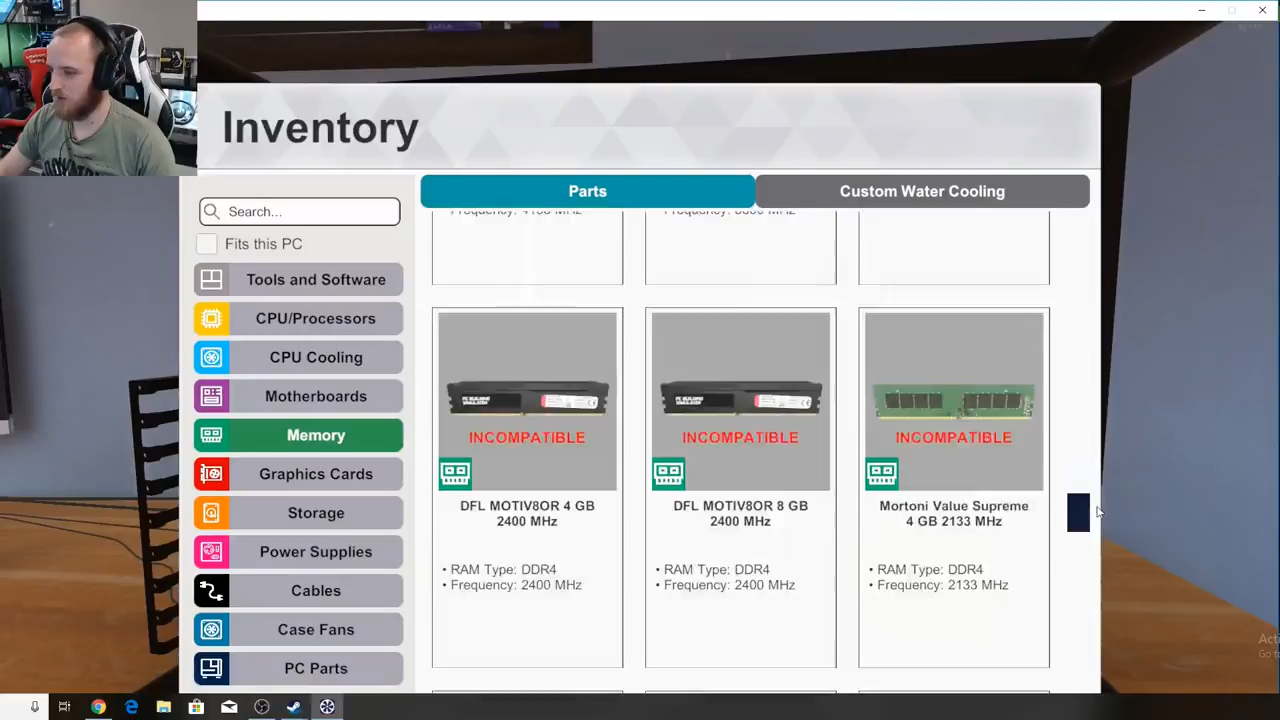 Inventory
Parts
Custom Water Cooling
Search...
Fits this PC
Tools and Software
CPU/Processors
CPU Cooling
Motherboards
Memory
Graphics Cards
Storage
Power Supplies
Cables
Case Fans
PC Parts
INCOMPATIBLE
DFL MOTIV8OR 4 GB
2400 MHz
• RAM Type: DDR4
• Frequency: 2400 MHz
INCOMPATIBLE
DFL MOTIV8OR 8 GB
2400 MHz
• RAM Type: DDR4
• Frequency: 2400 MHz
INCOMPATIBLE
Mortoni Value Supreme
4 GB 2133 MHz
• RAM Type: DDR4
• Frequency: 2133 MHz